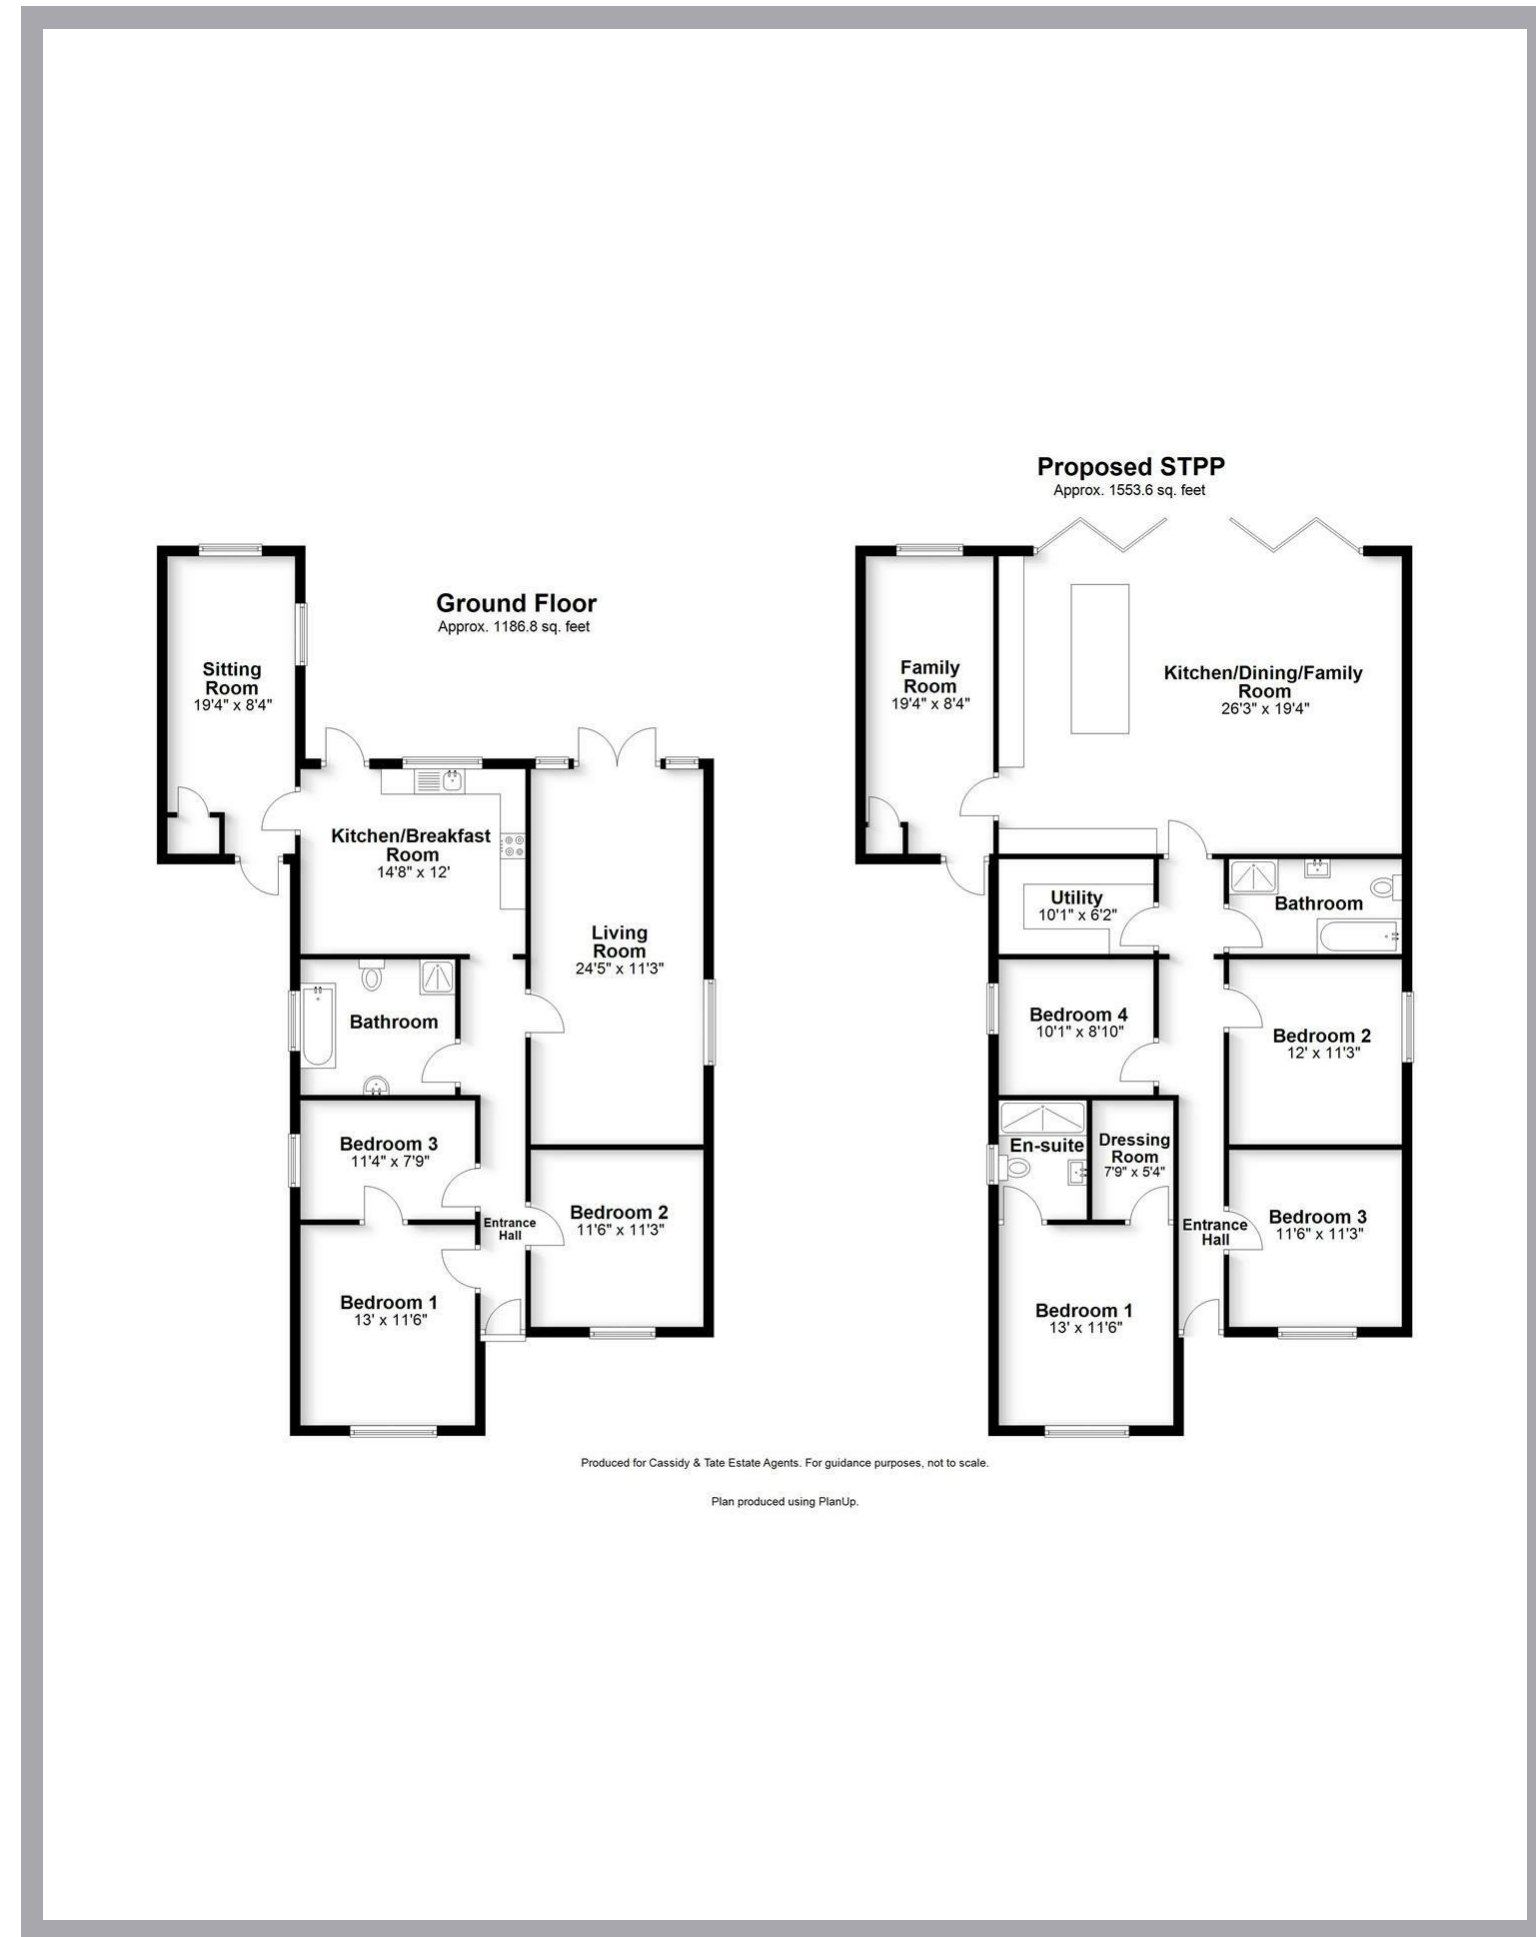 Ground Floor
Approx. 1186.8 sq. feet
Sitting
Room
19'4" x 8'4"
Kitchen/Breakfast
Room
14'8" x 12'
Living
Room
24'5" x 11'3"
Bathroom
Bedroom 3
11'4" x 7'9"
Bedroom 2
11'6" x 11'3"
Entrance
Hall
Bedroom 1
13' x 11'6"
Proposed STPP
Approx. 1553.6 sq. feet
Family
Room
19'4" x 8'4"
Kitchen/Dining/Family
Room
26'3" x 19'4"
Utility
10'1" x 6'2"
Bathroom
Bedroom 4
10'1" x 8'10"
Bedroom 2
12' x 11'3"
En-suite
Dressing
Room
7'9" x 5'4"
Entrance
Hall
Bedroom 3
11'6" x 11'3"
Bedroom 1
13' x 11'6"
Produced for Cassidy & Tate Estate Agents. For guidance purposes, not to scale.
Plan produced using PlanUp.